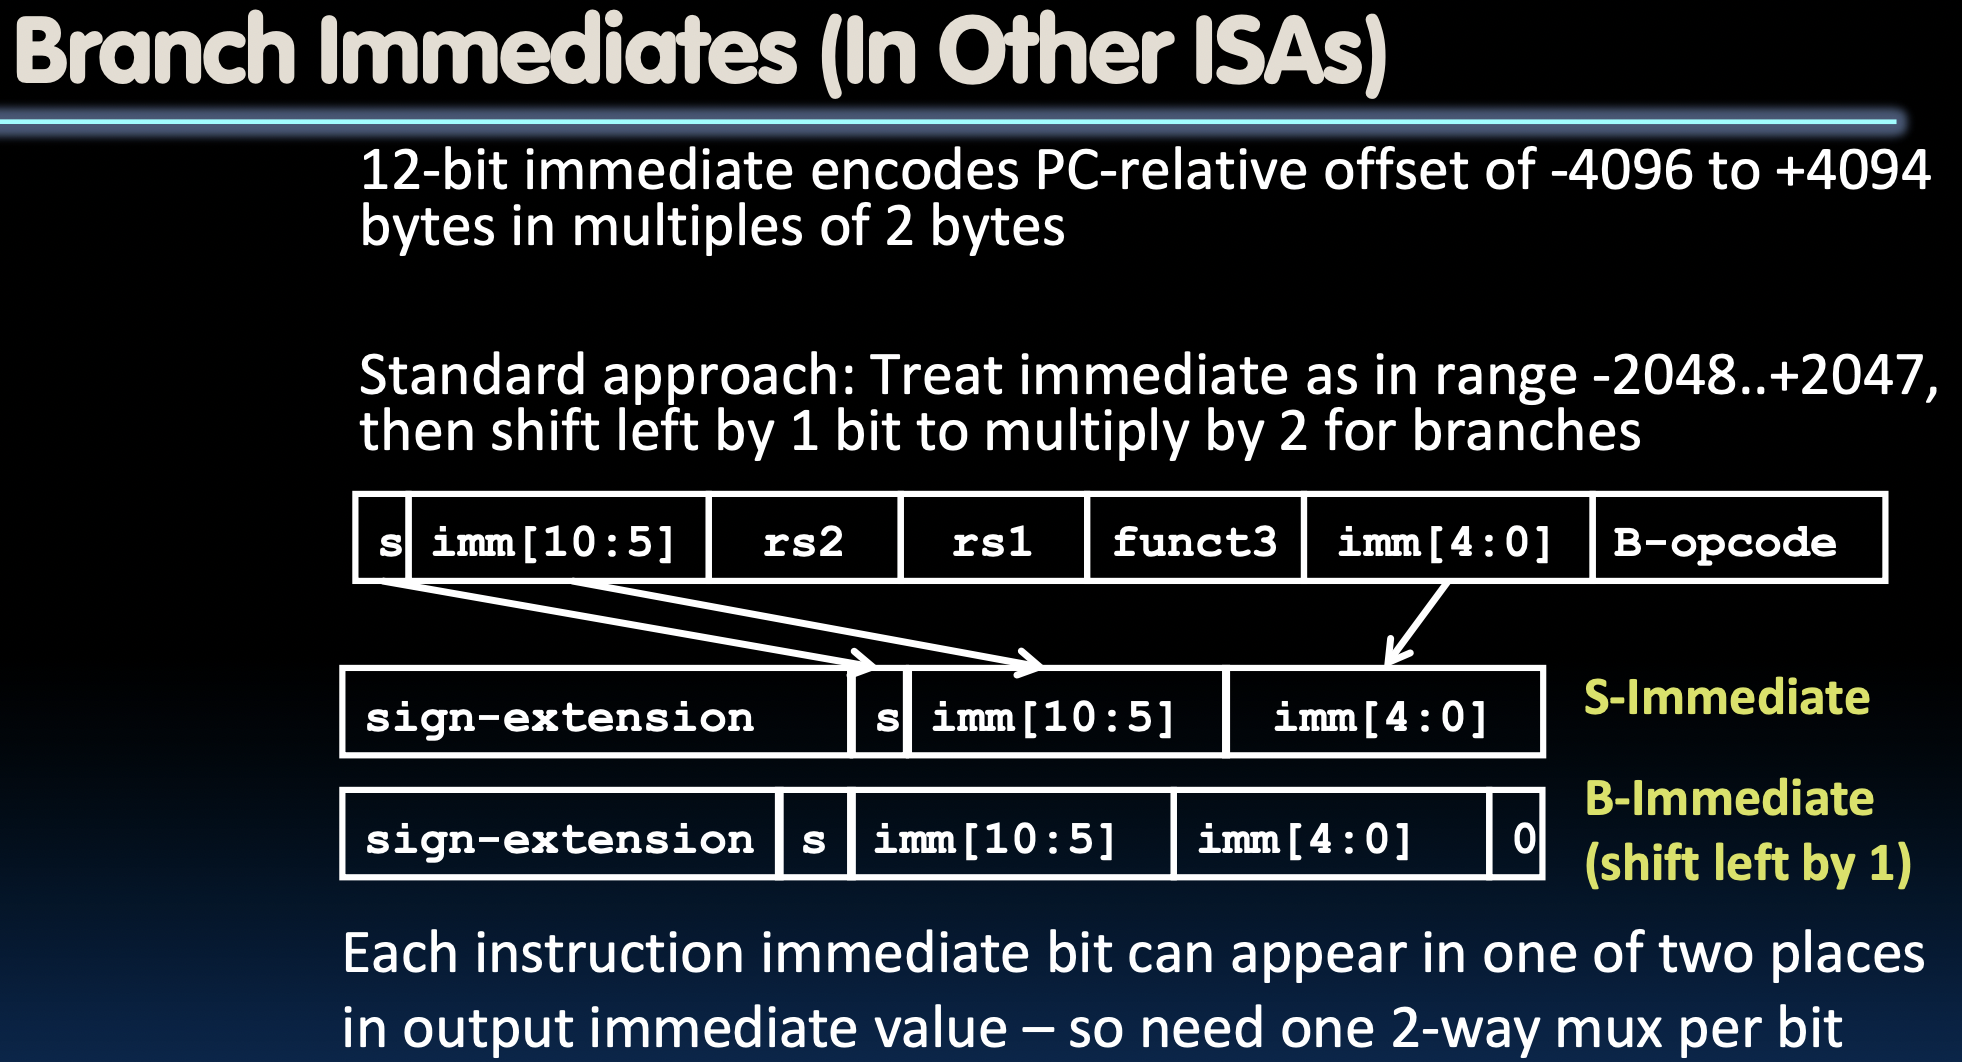 Branch Immediates (In Other ISAs)
12-bit immediate encodes PC-relative offset of -4096 to +4094
bytes in multiples of 2 bytes
Standard approach: Treat immediate as in range -2048..+2047,
then shift left by 1 bit to multiply by 2 for branches
s imm[10:5] rs2 rs1 funct3 imm[4:0] B-opcode
sign-extension s imm[10:5] imm[4:0] S-Immediate
sign-extension s imm[10:5] imm[4:0] 0 B-Immediate
(shift left by 1)
Each instruction immediate bit can appear in one of two places
in output immediate value – so need one 2-way mux per bit